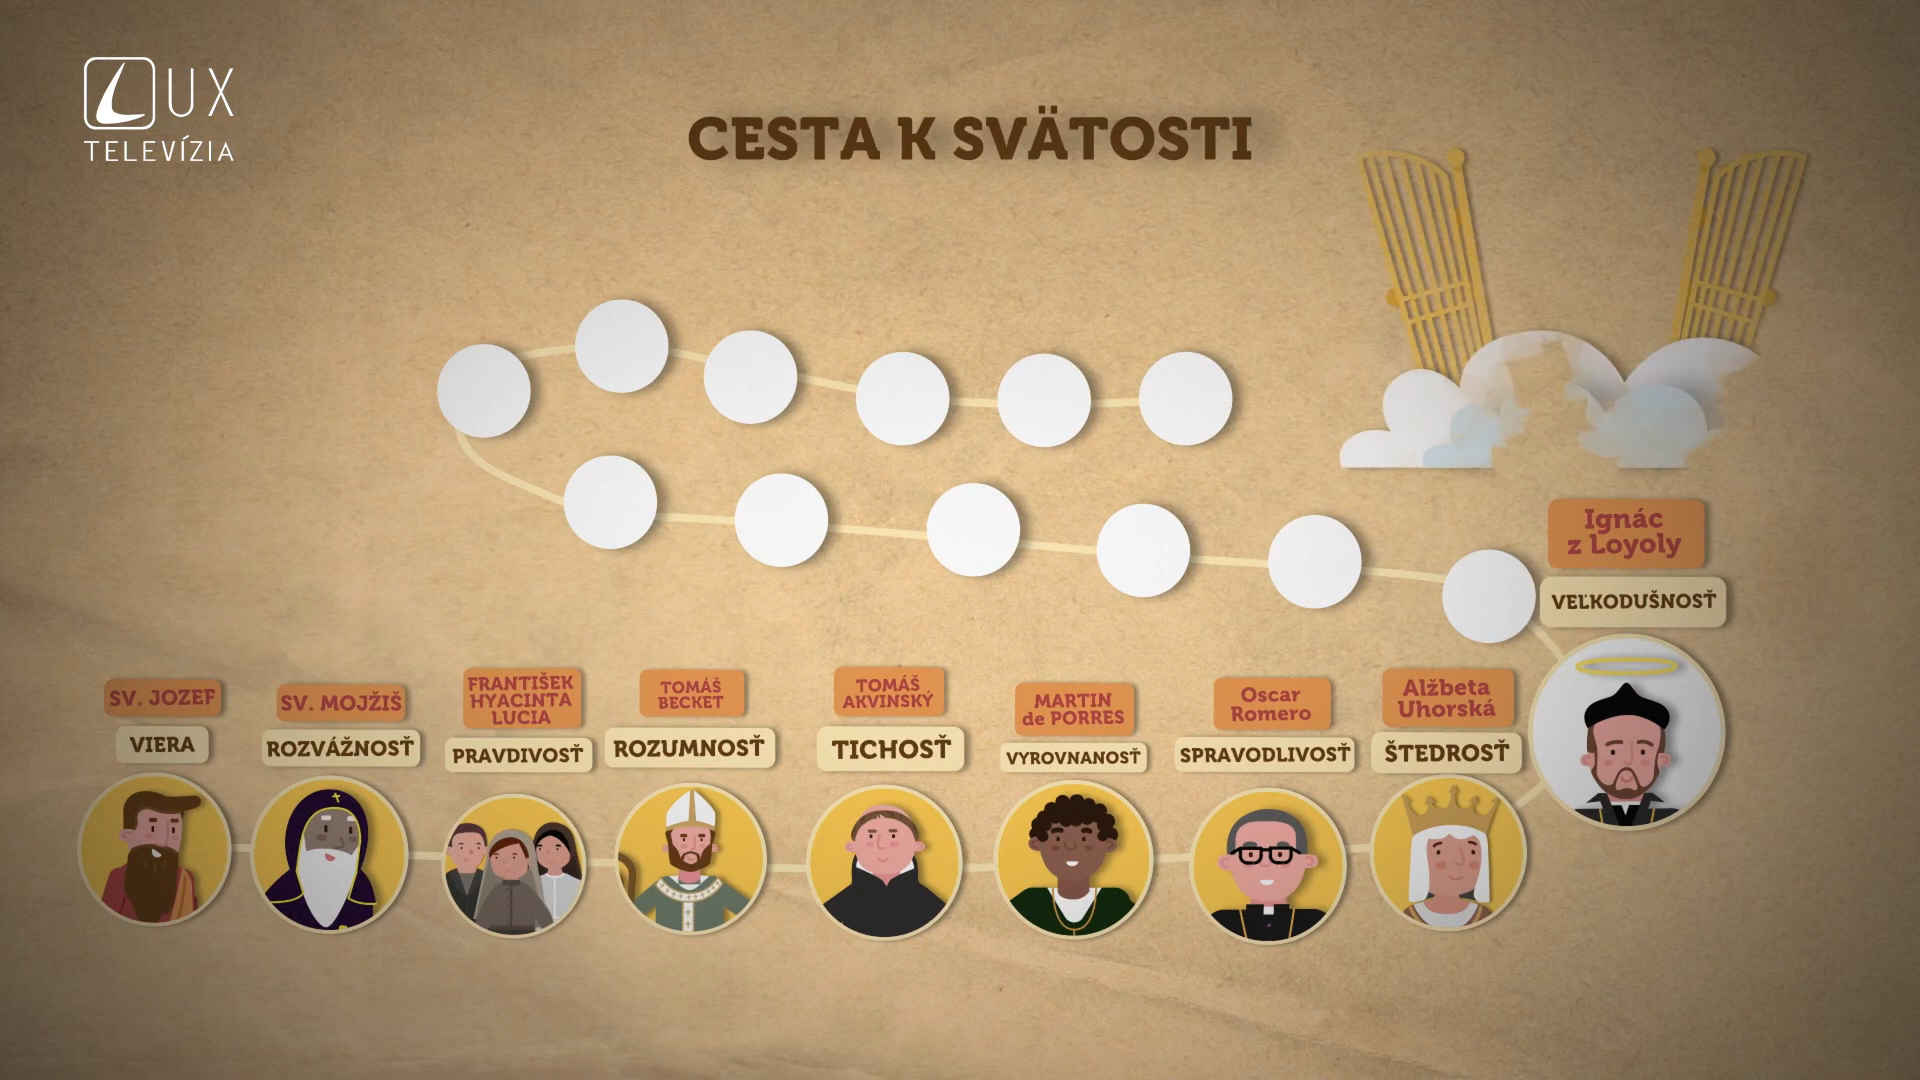 LUX
TELEVÍZIA
CESTA K SVÄTOSTI
Ignác
z Loyoly
VEĽKODUŠNOSŤ
SV. JOZEF
VIERA
SV. MOJŽIŠ
ROZVÁŽNOSŤ
FRANTIŠEK
HYACINTA
LUCIA
PRAVDIVOSŤ
TOMÁŠ
BECKET
ROZUMNOSŤ
TOMÁŠ
AKVINSKÝ
TICHOSŤ
MARTIN
de PORRES
VYROVNANOSŤ
Oscar
Romero
SPRAVODLIVOSŤ
Alžbeta
Uhorská
ŠTEDROSŤ